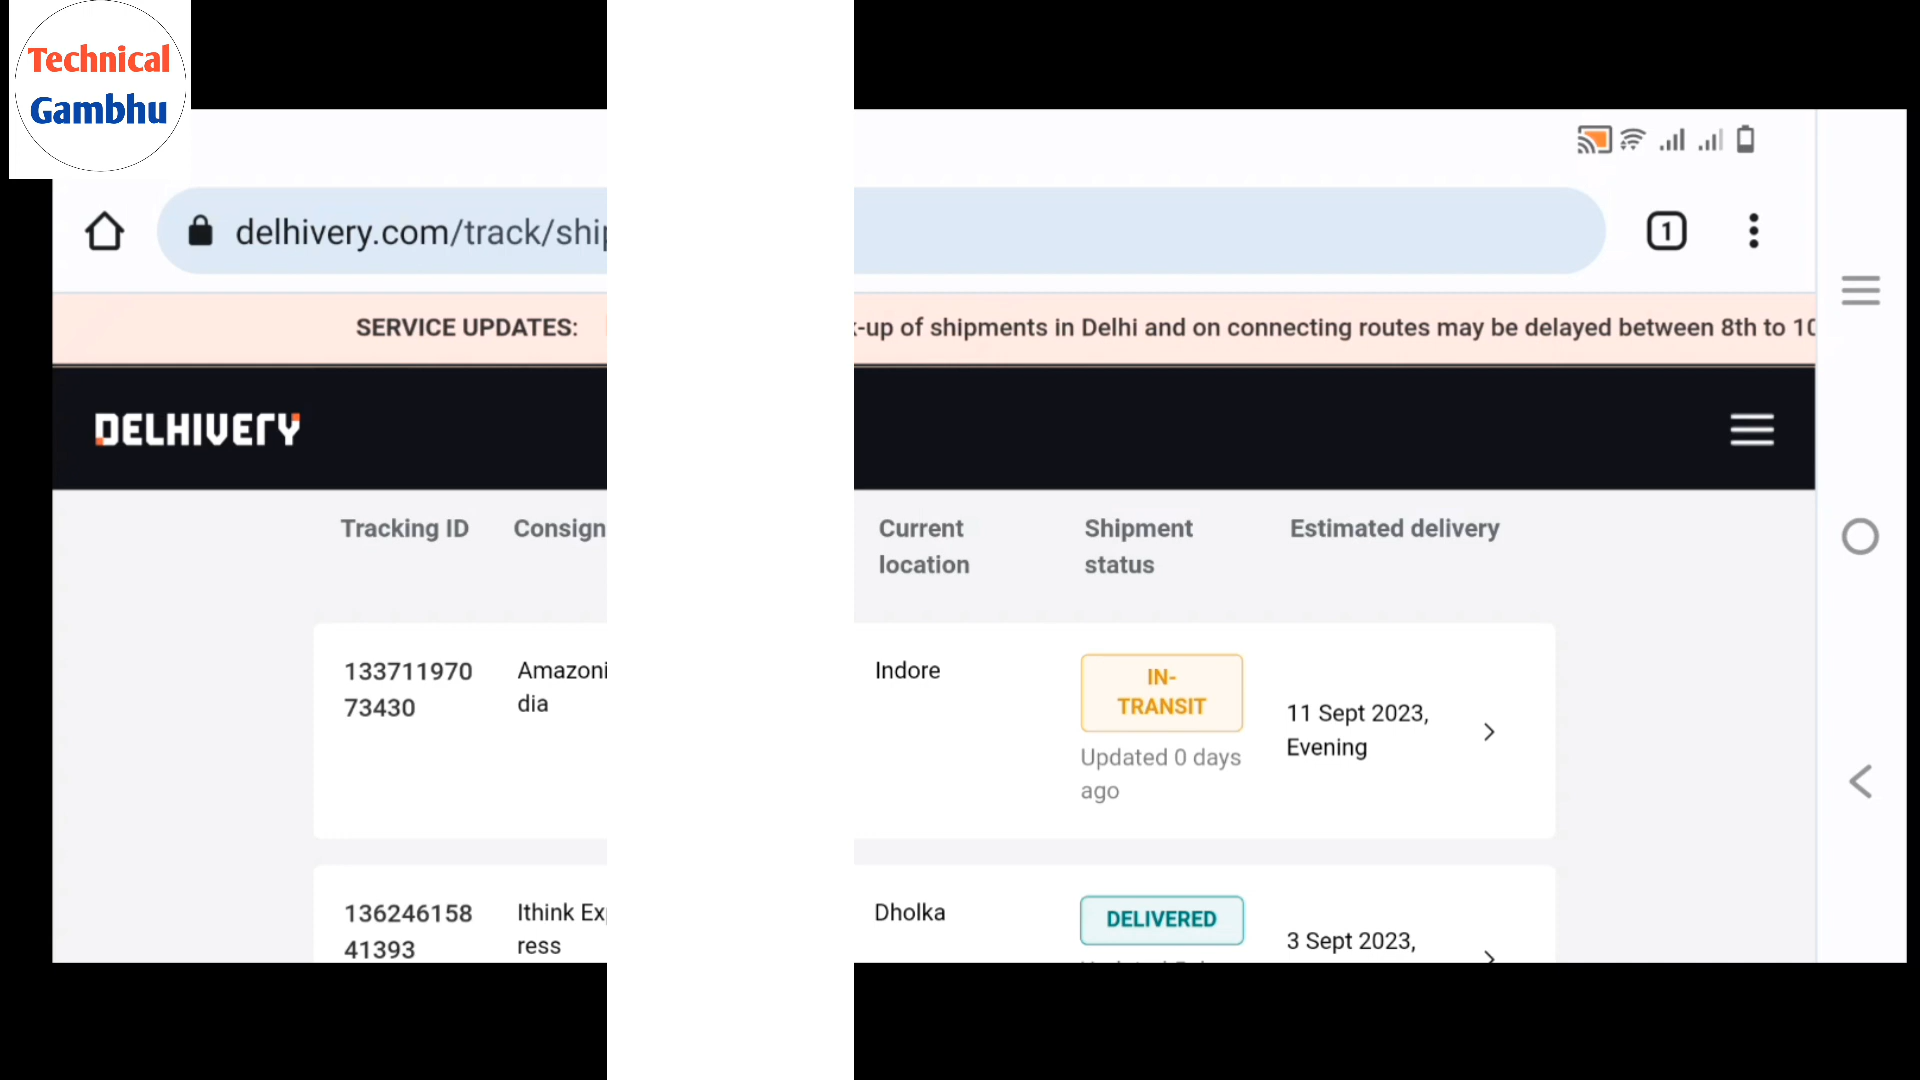 Technical
Gambhu
delhivery.com/track/ship
1
SERVICE UPDATES:
-up of shipments in Delhi and on connecting routes may be delayed between 8th to 10
DELHIVERY
Tracking ID Consign Current location Shipment status Estimated delivery
133711970
73430
Amazoni
dia
Indore
IN-
TRANSIT
Updated 0 days
ago
11 Sept 2023,
Evening
136246158
41393
Ithink Exp
ress
Dholka
DELIVERED
3 Sept 2023,